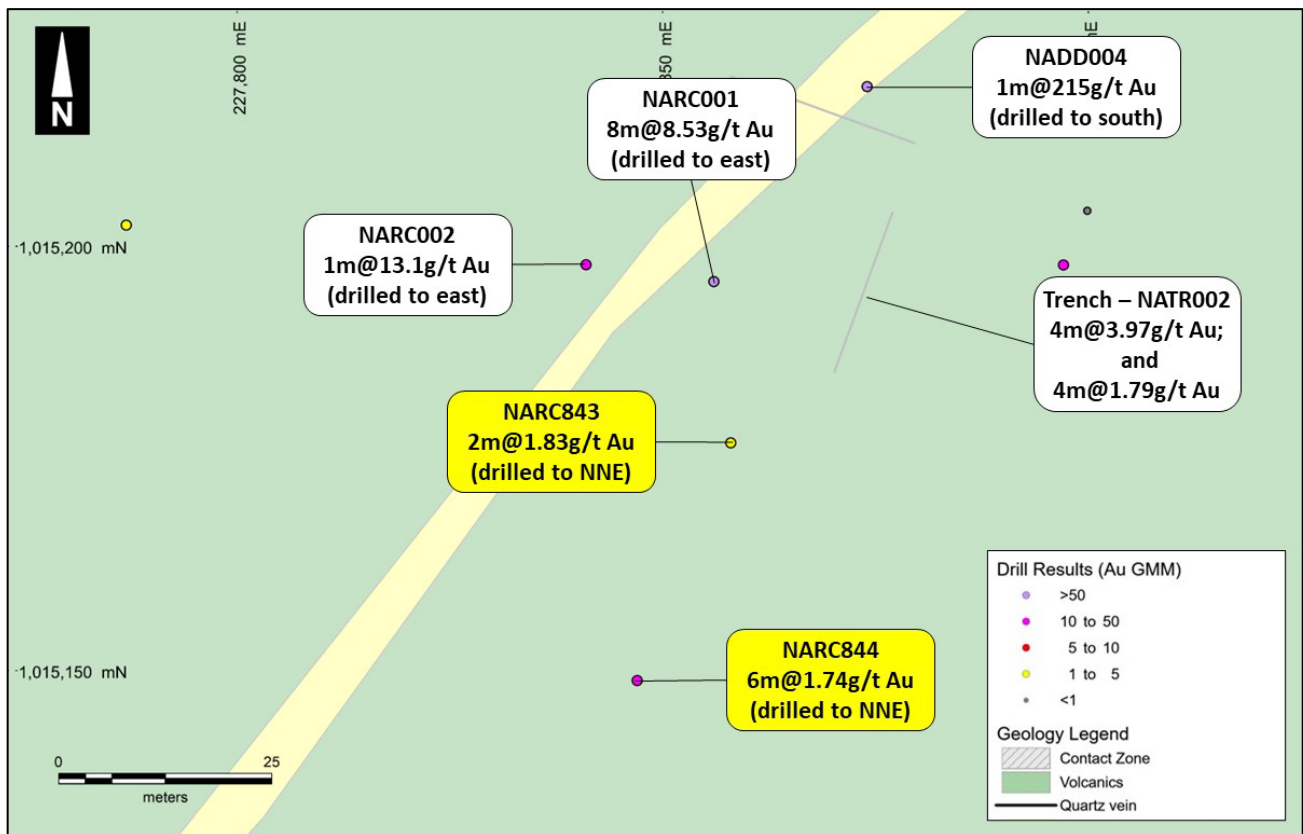 N
227,800 mE
850
mE
NADD004
1m@215g/t Au
(drilled to south)
NARC001
8m@8.53g/t Au
(drilled to east)
NARC002
1m@13.1g/t Au
(drilled to east)
1,015,200 mN
Trench – NATR002
4m@3.97g/t Au;
and
4m@1.79g/t Au
NARC843
2m@1.83g/t Au
(drilled to NNE)
1,015,150 mN
NARC844
6m@1.74g/t Au
(drilled to NNE)
0 25
meters
Drill Results (Au GMM)
>50
10 to 50
5 to 10
1 to 5
<1
Geology Legend
Contact Zone
Volcanics
Quartz vein